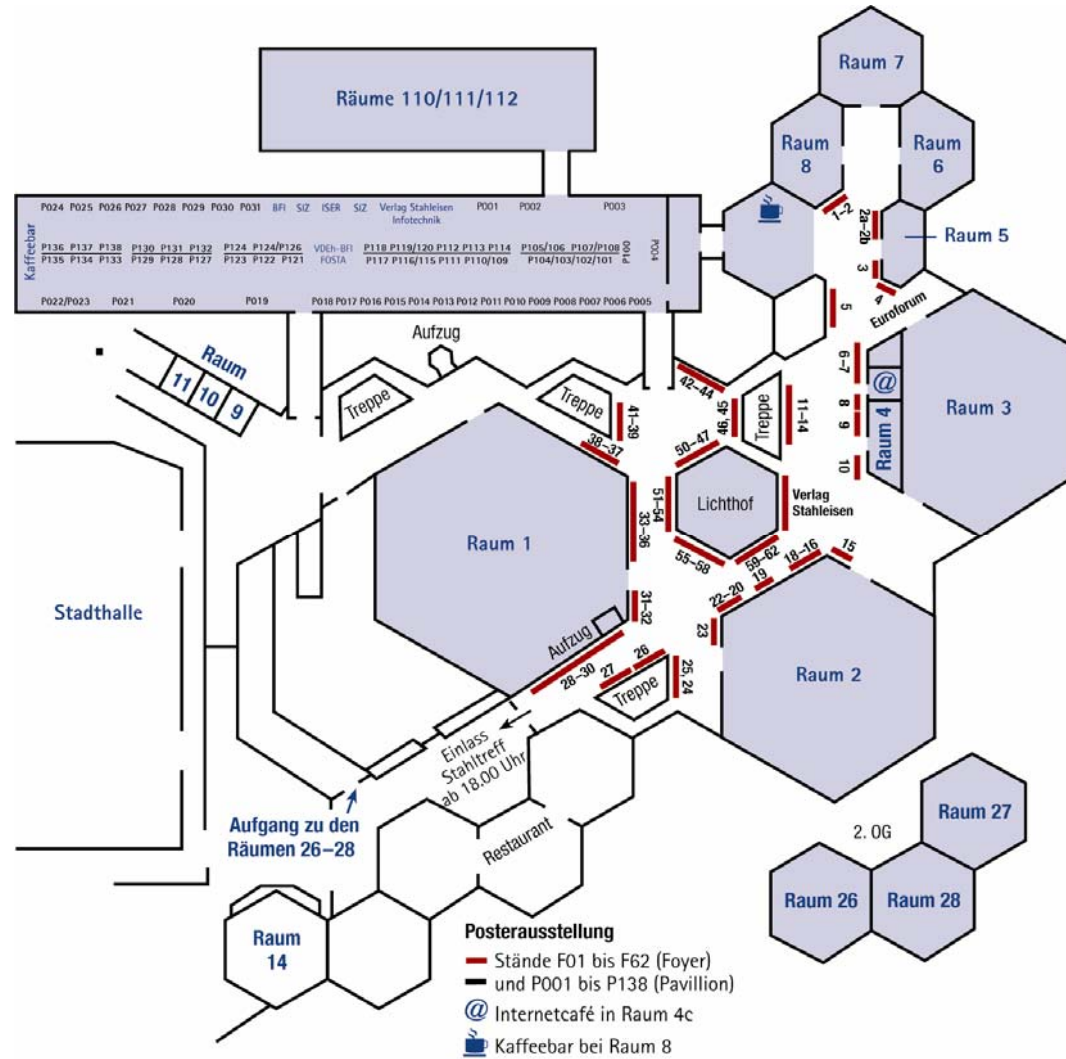 Raum 7
Räume 110/111/112
Raum
8
Raum
6
1–2
2a–2b
Raum 5
3
4
Euroforum
5
Kaffeebar
P024 P025 P026 P027 P028 P029 P030 P031 BFI SIZ ISER SIZ Verlag Stahleisen P001 P002 P003
Infotechnik
P136 P137 P138 P130 P131 P132 P124 P124/P126 VDEh-BFI P118 P119/120 P112 P113 P114 P105/106 P107/P108
P135 P134 P133 P129 P128 P127 P123 P122 P121 FOSTA P117 P116/115 P111 P110/109 P104/103/102/101
P100
P004
P022/P023 P021 P020 P019 P018 P017 P016 P015 P014 P013 P012 P011 P010 P009 P008 P007 P006 P005
Aufzug
Raum
11 10 9
Treppe
Treppe
41–39
38–37
42–44
46, 45
Treppe
11–14
6–7
@
8
9
Raum 4
10
Raum 3
50–47
51–54
Lichthof
Verlag
Stahleisen
55–58
59–62
33–36
Raum 1
31–32
Stadthalle
18–16
15
19
22–20
23
Raum 2
Aufzug
28–30
27
26
25, 24
Treppe
Einlass
Stahltreff
ab 18.00 Uhr
Aufgang zu den
Räumen 26–28
Restaurant
Raum
14
2. OG
Raum 27
Raum 26
Raum 28
Posterausstellung
Stände F01 bis F62 (Foyer)
und P001 bis P138 (Pavillion)
@ Internetcafé in Raum 4c
Kaffeebar bei Raum 8